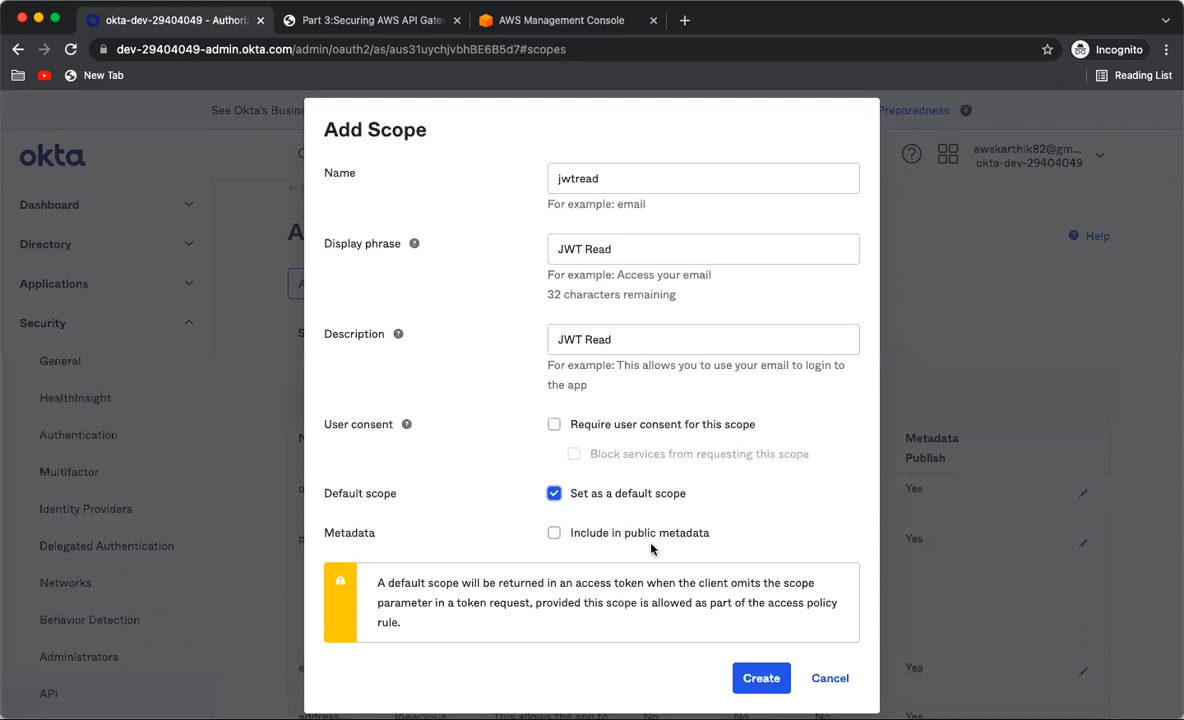 okta-dev-29404049 - Authoriz
Part 3:Securing AWS API Gate
AWS Management Console
dev-29404049-admin.okta.com/admin/oauth2/as/aus31uychjvbhBE6B5d7#scopes
Incognito
New Tab
Reading List
See Okta's Busine
Preparedness
okta
awskarthik82@gm...
okta-dev-29404049
Dashboard
Directory
Applications
Security
General
HealthInsight
Authentication
Multifactor
Identity Providers
Delegated Authentication
Networks
Behavior Detection
Administrators
API
Help
Add Scope
Name
jwtread
For example: email
Display phrase
JWT Read
For example: Access your email
32 characters remaining
Description
JWT Read
For example: This allows you to use your email to login to
the app
User consent
Require user consent for this scope
Block services from requesting this scope
Default scope
Set as a default scope
Metadata
Include in public metadata
A default scope will be returned in an access token when the client omits the scope
parameter in a token request, provided this scope is allowed as part of the access policy
rule.
Create
Cancel
Metadata
Publish
Yes
Yes
Yes